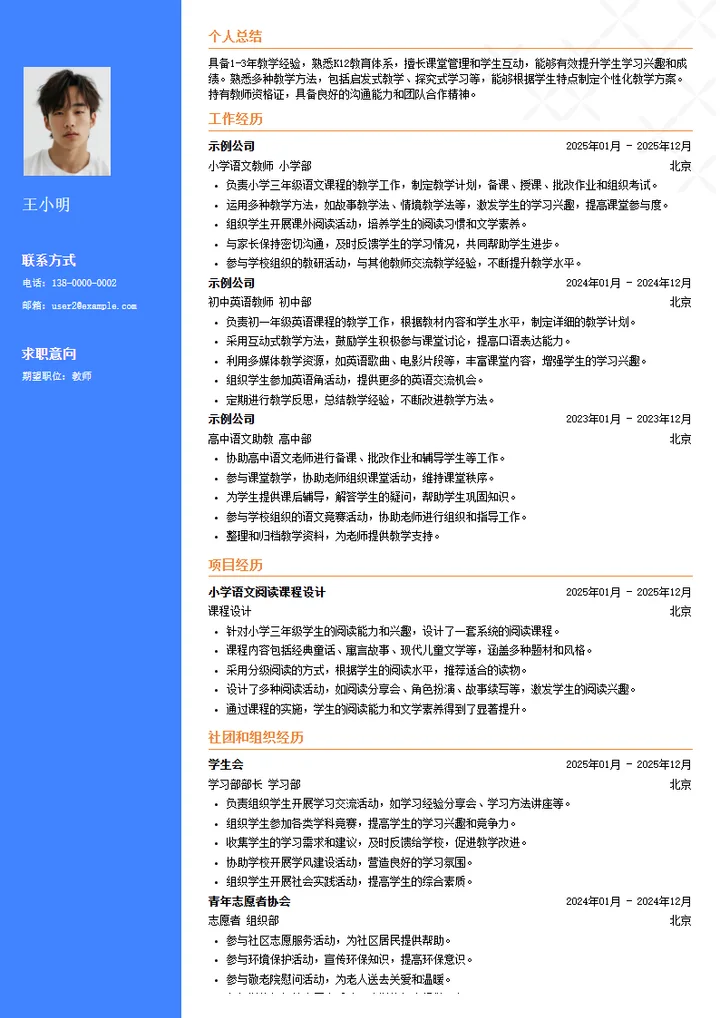 王小明
联系方式
电话：138-0000-0002
邮箱：user2@example.com
求职意向
期望职位：教师
个人总结
具备1-3年教学经验，熟悉K12教育体系，擅长课堂管理和学生互动，能够有效提升学生学习兴趣和成
绩。熟悉多种教学方法，包括启发式教学、探究式学习等，能够根据学生特点制定个性化教学方案。
持有教师资格证，具备良好的沟通能力和团队合作精神。
工作经历
示例公司 2025年01月 - 2025年12月
小学语文教师 小学部 北京
• 负责小学三年级语文课程的教学工作，制定教学计划，备课、授课、批改作业和组织考试。
• 运用多种教学方法，如故事教学法、情境教学法等，激发学生的学习兴趣，提高课堂参与度。
• 组织学生开展课外阅读活动，培养学生的阅读习惯和文学素养。
• 与家长保持密切沟通，及时反馈学生的学习情况，共同帮助学生进步。
• 参与学校组织的教研活动，与其他教师交流教学经验，不断提升教学水平。
示例公司 2024年01月 - 2024年12月
初中英语教师 初中部 北京
• 负责初一年级英语课程的教学工作，根据教材内容和学生水平，制定详细的教学计划。
• 采用互动式教学方法，鼓励学生积极参与课堂讨论，提高口语表达能力。
• 利用多媒体教学资源，如英语歌曲、电影片段等，丰富课堂内容，增强学生的学习兴趣。
• 组织学生参加英语角活动，提供更多的英语交流机会。
• 定期进行教学反思，总结教学经验，不断改进教学方法。
示例公司 2023年01月 - 2023年12月
高中语文助教 高中部 北京
• 协助高中语文老师进行备课、批改作业和辅导学生等工作。
• 参与课堂教学，协助老师组织课堂活动，维持课堂秩序。
• 为学生提供课后辅导，解答学生的疑问，帮助学生巩固知识。
• 参与学校组织的语文竞赛活动，协助老师进行组织和指导工作。
• 整理和归档教学资料，为老师提供教学支持。
项目经历
小学语文阅读课程设计 2025年01月 - 2025年12月
课程设计 北京
• 针对小学三年级学生的阅读能力和兴趣，设计了一套系统的阅读课程。
• 课程内容包括经典童话、寓言故事、现代儿童文学等，涵盖多种题材和风格。
• 采用分级阅读的方式，根据学生的阅读水平，推荐适合的读物。
• 设计了多种阅读活动，如阅读分享会、角色扮演、故事续写等，激发学生的阅读兴趣。
• 通过课程的实施，学生的阅读能力和文学素养得到了显著提升。
社团和组织经历
学生会 2025年01月 - 2025年12月
学习部部长 学习部 北京
• 负责组织学生开展学习交流活动，如学习经验分享会、学习方法讲座等。
• 组织学生参加各类学科竞赛，提高学生的学习兴趣和竞争力。
• 收集学生的学习需求和建议，及时反馈给学校，促进教学改进。
• 协助学校开展学风建设活动，营造良好的学习氛围。
• 组织学生开展社会实践活动，提高学生的综合素质。
青年志愿者协会 2024年01月 - 2024年12月
志愿者 组织部 北京
• 参与社区志愿服务活动，为社区居民提供帮助。
• 参与环境保护活动，宣传环保知识，提高环保意识。
• 参与敬老院慰问活动，为老人送去关爱和温暖。